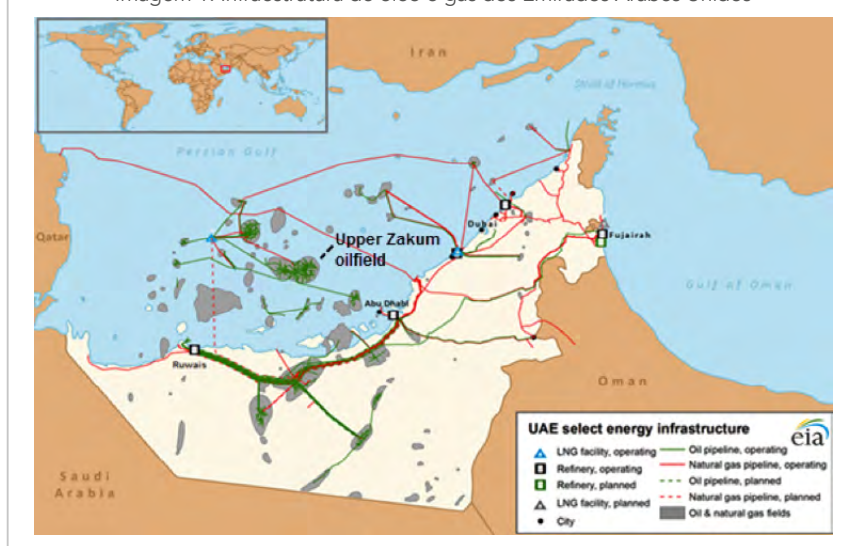 Imagem 1: Infraestrutura de óleo e gás dos Emirados Árabes Unidos
Iran
Strait of Hormuz
Persian Gulf
Qatar
Upper Zakum
oilfield
Dubai
Fujairah
Gulf of Oman
Abu Dhabi
Ruwais
Oman
Saudi
Arabia
UAE select energy infrastructure
eia
LNG facility, operating
Refinery, operating
Refinery, planned
LNG facility, planned
City
Oil pipeline, operating
Natural gas pipeline, operating
Oil pipeline, planned
Natural gas pipeline, planned
Oil & natural gas fields